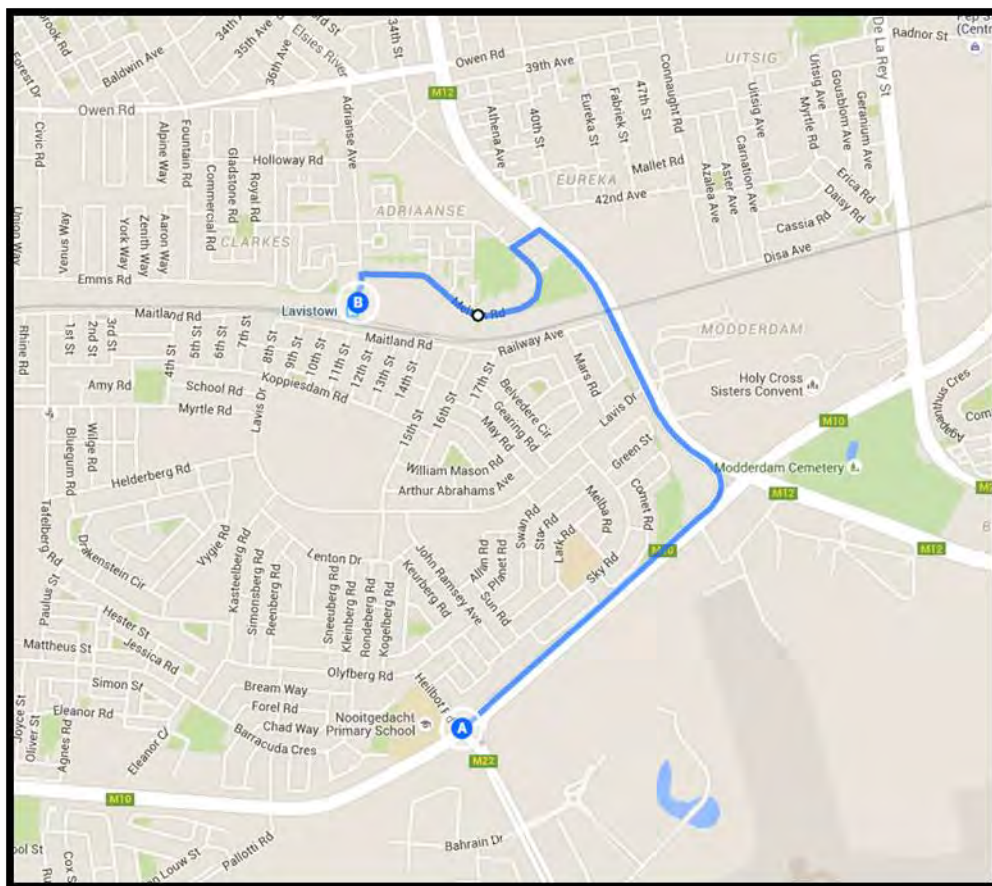 34th St
Elsies River
34th St
Owen Rd
39th Ave
UITSIG
De La Rey St
Radnor St
(Centr
Forest Dr
Baldwin Ave
35th Ave
36th Ave
M12
Connaught Rd
Owen Rd
Adrianse Ave
Athena Ave
40th St
Eureka St
Fabriek St
47th St
Uitsig Ave
Uitsig Ave
Myrtle Rd
Gousblom Ave
Geranium Ave
Civic Rd
Alpine Way
Fountain Rd
Commercial Rd
Gladstone Rd
Royal Rd
Holloway Rd
EUREKA
Mallet Rd
42nd Ave
Azalea Ave
Aster Ave
Carnation Ave
Erica Rd
Daisy Rd
Cassia Rd
Disa Ave
ADRIAANSE
CLARKES
Union Way
Venus Way
York Way
Zenith Way
Aaron Way
Emms Rd
B
Maitland Rd
Maitland Rd
Railway Ave
MODDERDAM
Rhine Rd
1st St
2nd St
3rd St
4th St
5th St
6th St
7th St
8th St
9th St
10th St
11th St
12th St
13th St
14th St
15th St
16th St
17th St
Amy Rd
School Rd
Koppiesdam Rd
Myrtle Rd
Lavis Dr
Belvedere Cir
Gearing Rd
May Rd
Mars Rd
Lavis Dr
Holy Cross
Sisters Convent
M10
Agapanthus Cres
Bluegum Rd
Wilge Rd
Helderberg Rd
William Mason Rd
Arthur Abrahams Ave
Green St
Modderdam Cemetery
M12
M12
Tafelberg Rd
Drakenstein Cir
Vygie Rd
Kasteelberg Rd
Simonsberg Rd
Reenberg Rd
Lenton Dr
Sneeuberg Rd
Kleinberg Rd
Rondeberg Rd
Kogelberg Rd
John Ramsey Ave
Keurberg Rd
Allan Rd
Planet Rd
Sun Rd
Swan Rd
Star Rd
Lark Rd
Melba Rd
Comet Rd
Sky Rd
Paulus St
Hester St
Jessica Rd
Mattheus St
Simon St
Eleanor Rd
Olyfberg Rd
Bream Way
Forel Rd
Chad Way
Barracuda Cres
Nooitgedacht
Primary School
A
M22
Joyce St
Oliver St
Agnes Rd
M10
Pallotti Rd
Bahrain Dr
Cox S
Louw St